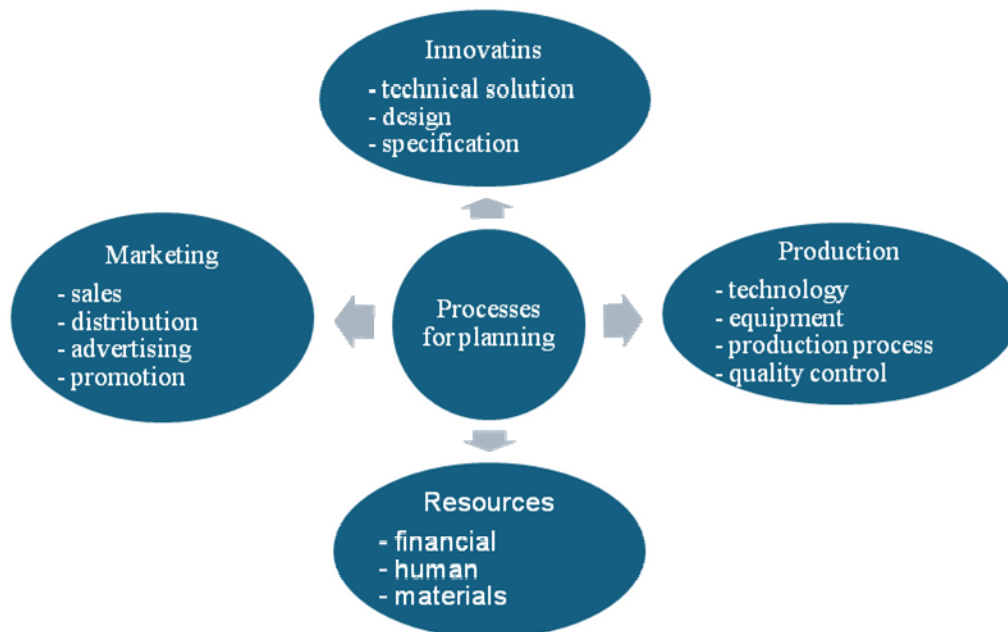 Innovatins
- technical solution
- design
- specification
Marketing
- sales
- distribution
- advertising
- promotion
Processes
for planning
Production
- technology
- equipment
- production process
- quality control
Resources
- financial
- human
- materials